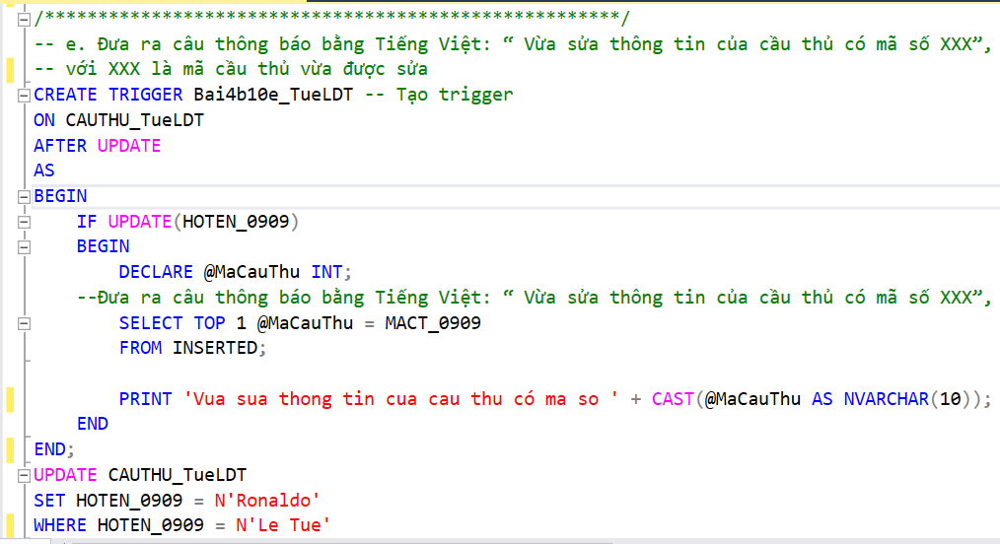 /******************************************************/
-- e. Đưa ra câu thông báo bằng Tiếng Việt: “ Vừa sửa thông tin của cầu thủ có mã số XXX”,
-- với XXX là mã cầu thủ vừa được sửa
CREATE TRIGGER Bai4b10e_TueLDT -- Tạo trigger
ON CAUTHU_TueLDT
AFTER UPDATE
AS
BEGIN
    IF UPDATE(HOTEN_0909)
    BEGIN
        DECLARE @MaCauThu INT;
    --Đưa ra câu thông báo bằng Tiếng Việt: “ Vừa sửa thông tin của cầu thủ có mã số XXX”,
        SELECT TOP 1 @MaCauThu = MACT_0909
        FROM INSERTED;

        PRINT 'Vua sua thong tin cua cau thu có ma so ' + CAST(@MaCauThu AS NVARCHAR(10));
    END
END;
UPDATE CAUTHU_TueLDT
SET HOTEN_0909 = N'Ronaldo'
WHERE HOTEN_0909 = N'Le Tue'